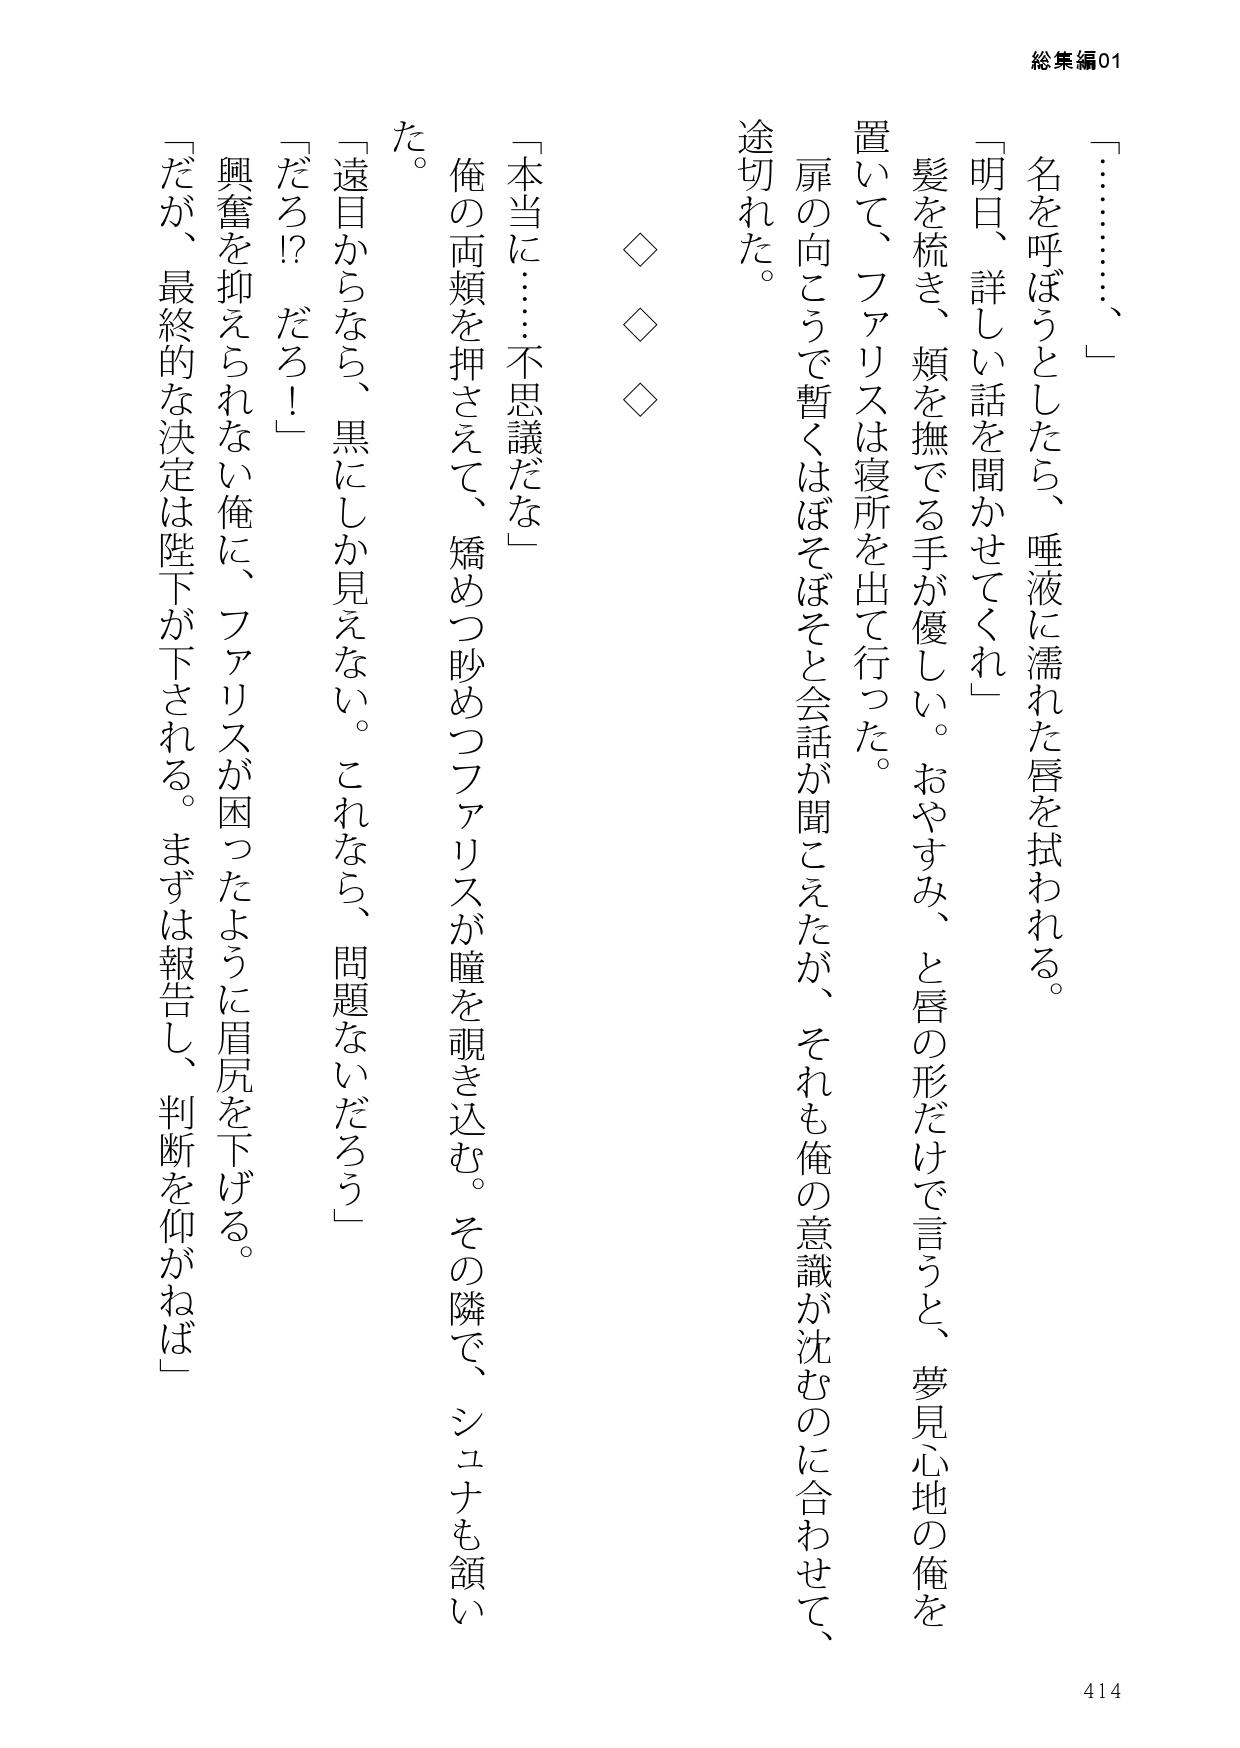 総集編01
「…………、」
　名を呼ぼうとしたら、唾液に濡れた唇を拭われる。
「明日、詳しい話を聞かせてくれ」
　髪を梳き、頬を撫でる手が優しい。おやすみ、と唇の形だけで言うと、夢見心地の俺を
置いて、ファリスは寝所を出て行った。
　扉の向こうで暫くはぼそぼそと会話が聞こえたが、それも俺の意識が沈むのに合わせて、
途切れた。
◇　◇　◇
「本当に……不思議だな」
　俺の両頬を押さえて、矯めつ眇めつファリスが瞳を覗き込む。その隣で、シュナも頷い
た。
「遠目からなら、黒にしか見えない。これなら、問題ないだろう」
「だろ!?　だろ！」
　興奮を抑えられない俺に、ファリスが困ったように眉尻を下げる。
「だが、最終的な決定は陛下が下される。まずは報告し、判断を仰がねば」
414